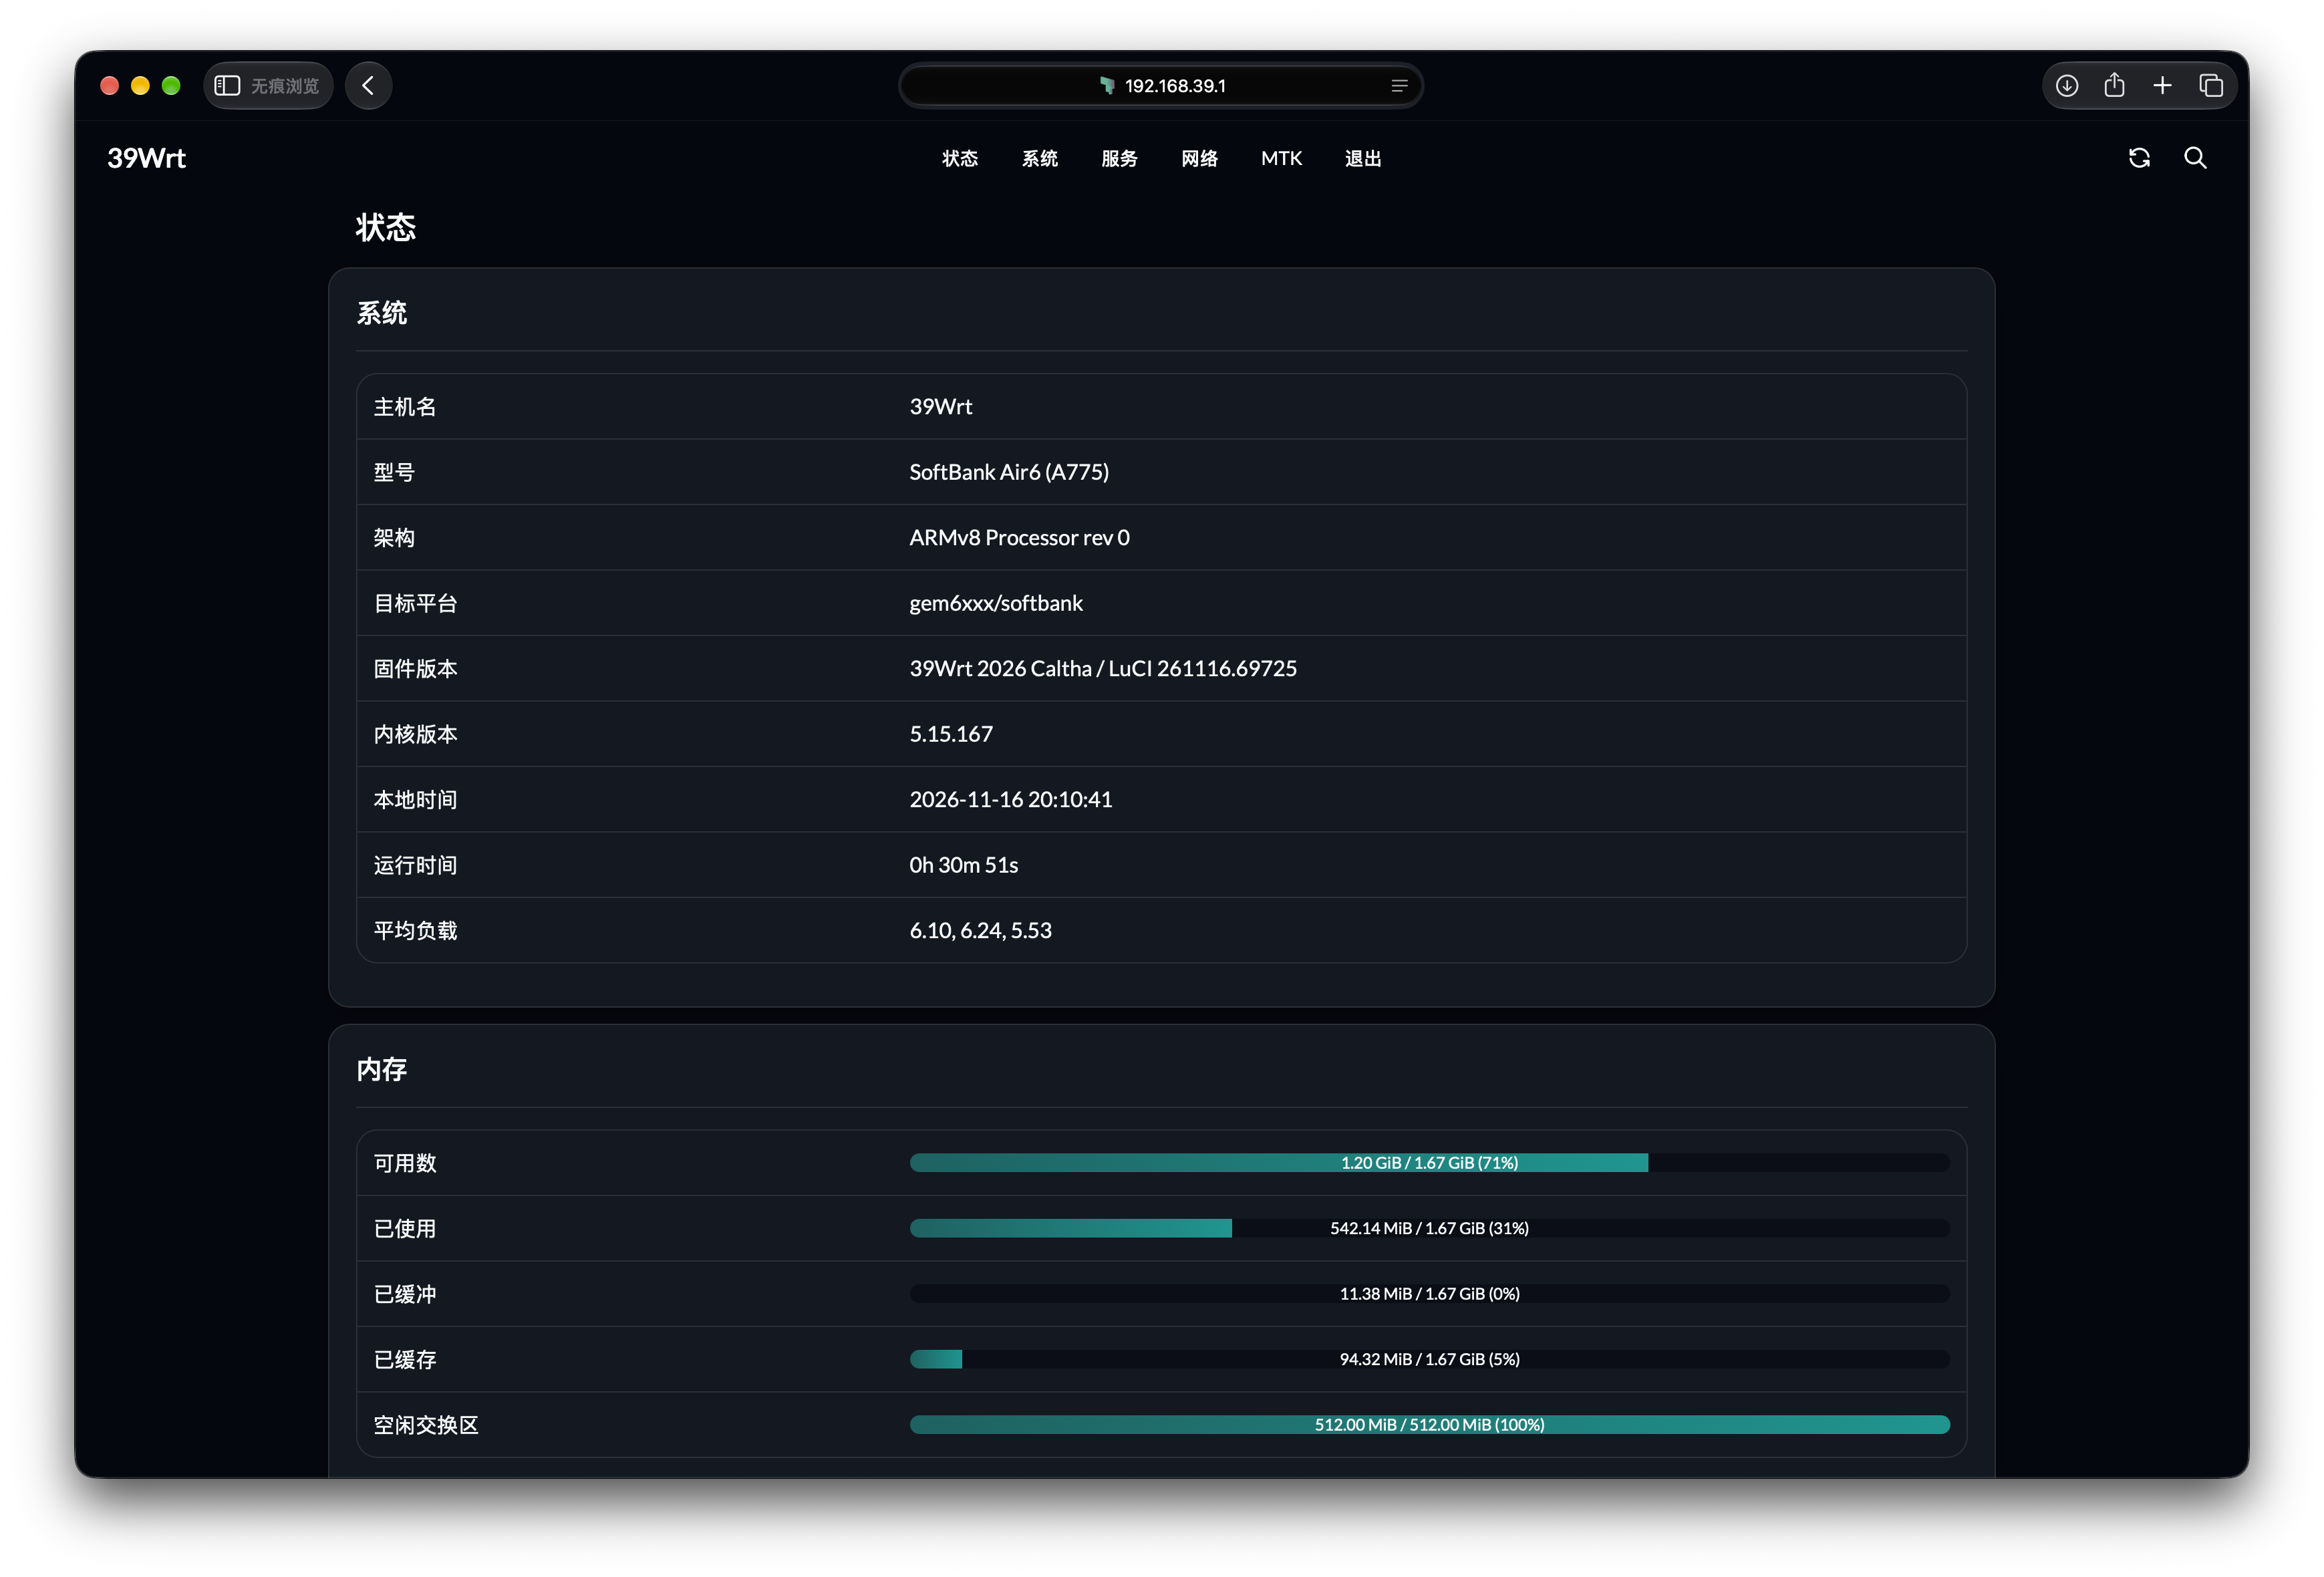 无痕浏览
192.168.39.1
39Wrt
状态 系统 服务 网络 MTK 退出
状态
系统
主机名 39Wrt
型号 SoftBank Air6 (A775)
架构 ARMv8 Processor rev 0
目标平台 gem6xxx/softbank
固件版本 39Wrt 2026 Caltha / LuCI 261116.69725
内核版本 5.15.167
本地时间 2026-11-16 20:10:41
运行时间 0h 30m 51s
平均负载 6.10, 6.24, 5.53
内存
可用数 1.20 GiB / 1.67 GiB (71%)
已使用 542.14 MiB / 1.67 GiB (31%)
已缓冲 11.38 MiB / 1.67 GiB (0%)
已缓存 94.32 MiB / 1.67 GiB (5%)
空闲交换区 512.00 MiB / 512.00 MiB (100%)